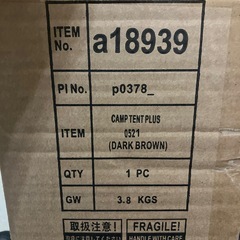 ITEM No. a18939
PI No. p0378_
CAMP TENT PLUS
ITEM 0521
(DARK BROWN)
QTY 1 PC
GW 3.8 KGS
取扱注意! FRAGILE!
HANDLE WITH CARE